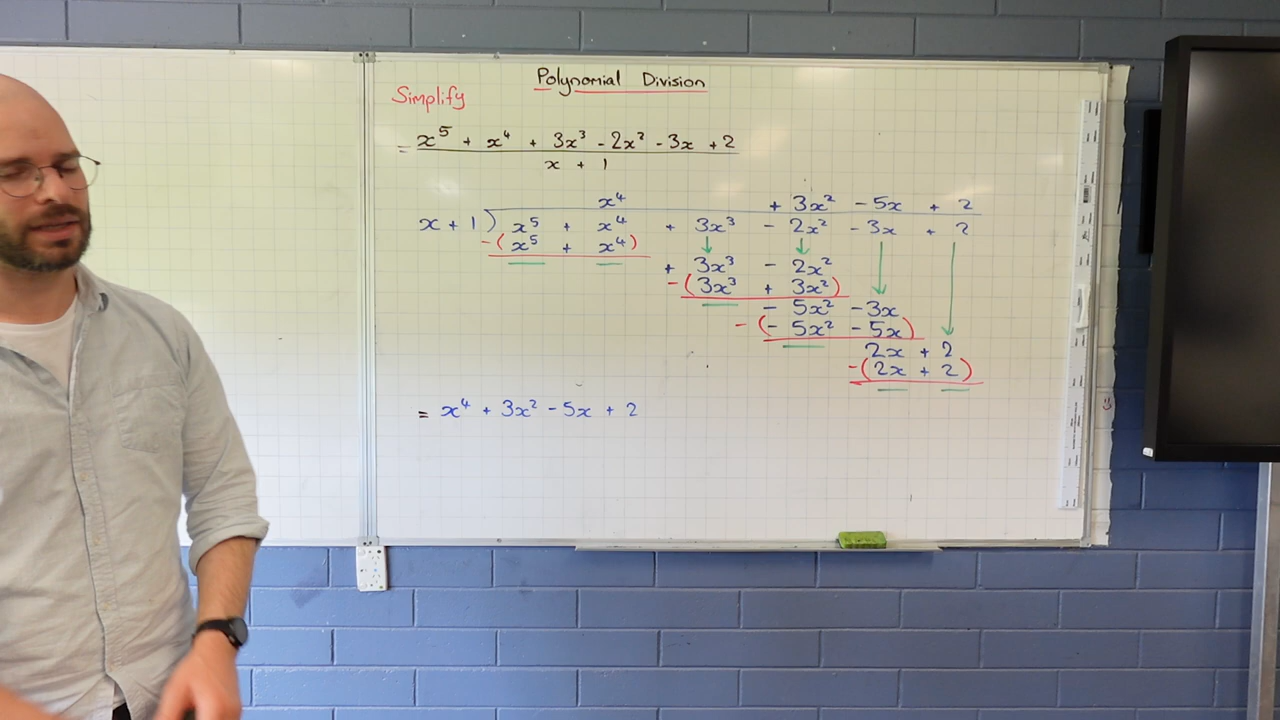 Polynomial Division
Simplify
= x⁵ + x⁴ + 3x³ - 2x² - 3x + 2
x + 1
x⁴ + 3x² - 5x + 2
x + 1 ) x⁵ + x⁴ + 3x³ - 2x² - 3x + 2
-( x⁵ + x⁴ )
+ 3x³ - 2x²
-( 3x³ + 3x² )
- 5x² - 3x
-( - 5x² - 5x )
2x + 2
-( 2x + 2 )
= x⁴ + 3x² - 5x + 2